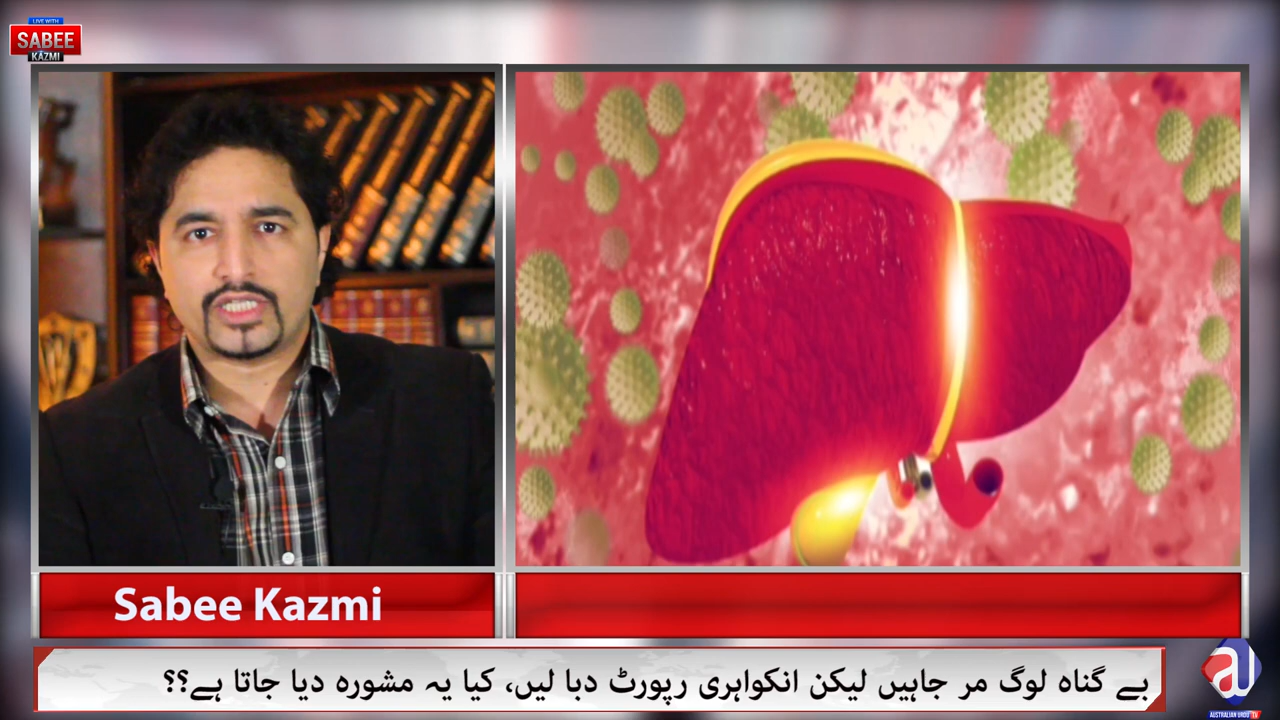 LIVE WITH
SABEE
KAZMI
Sabee Kazmi
بے گناہ لوگ مر جاہیں لیکن انکواہری رپورٹ دبا لیں، کیا یہ مشورہ دیا جاتا ہے؟؟
AUSTRALIAN URDU TV